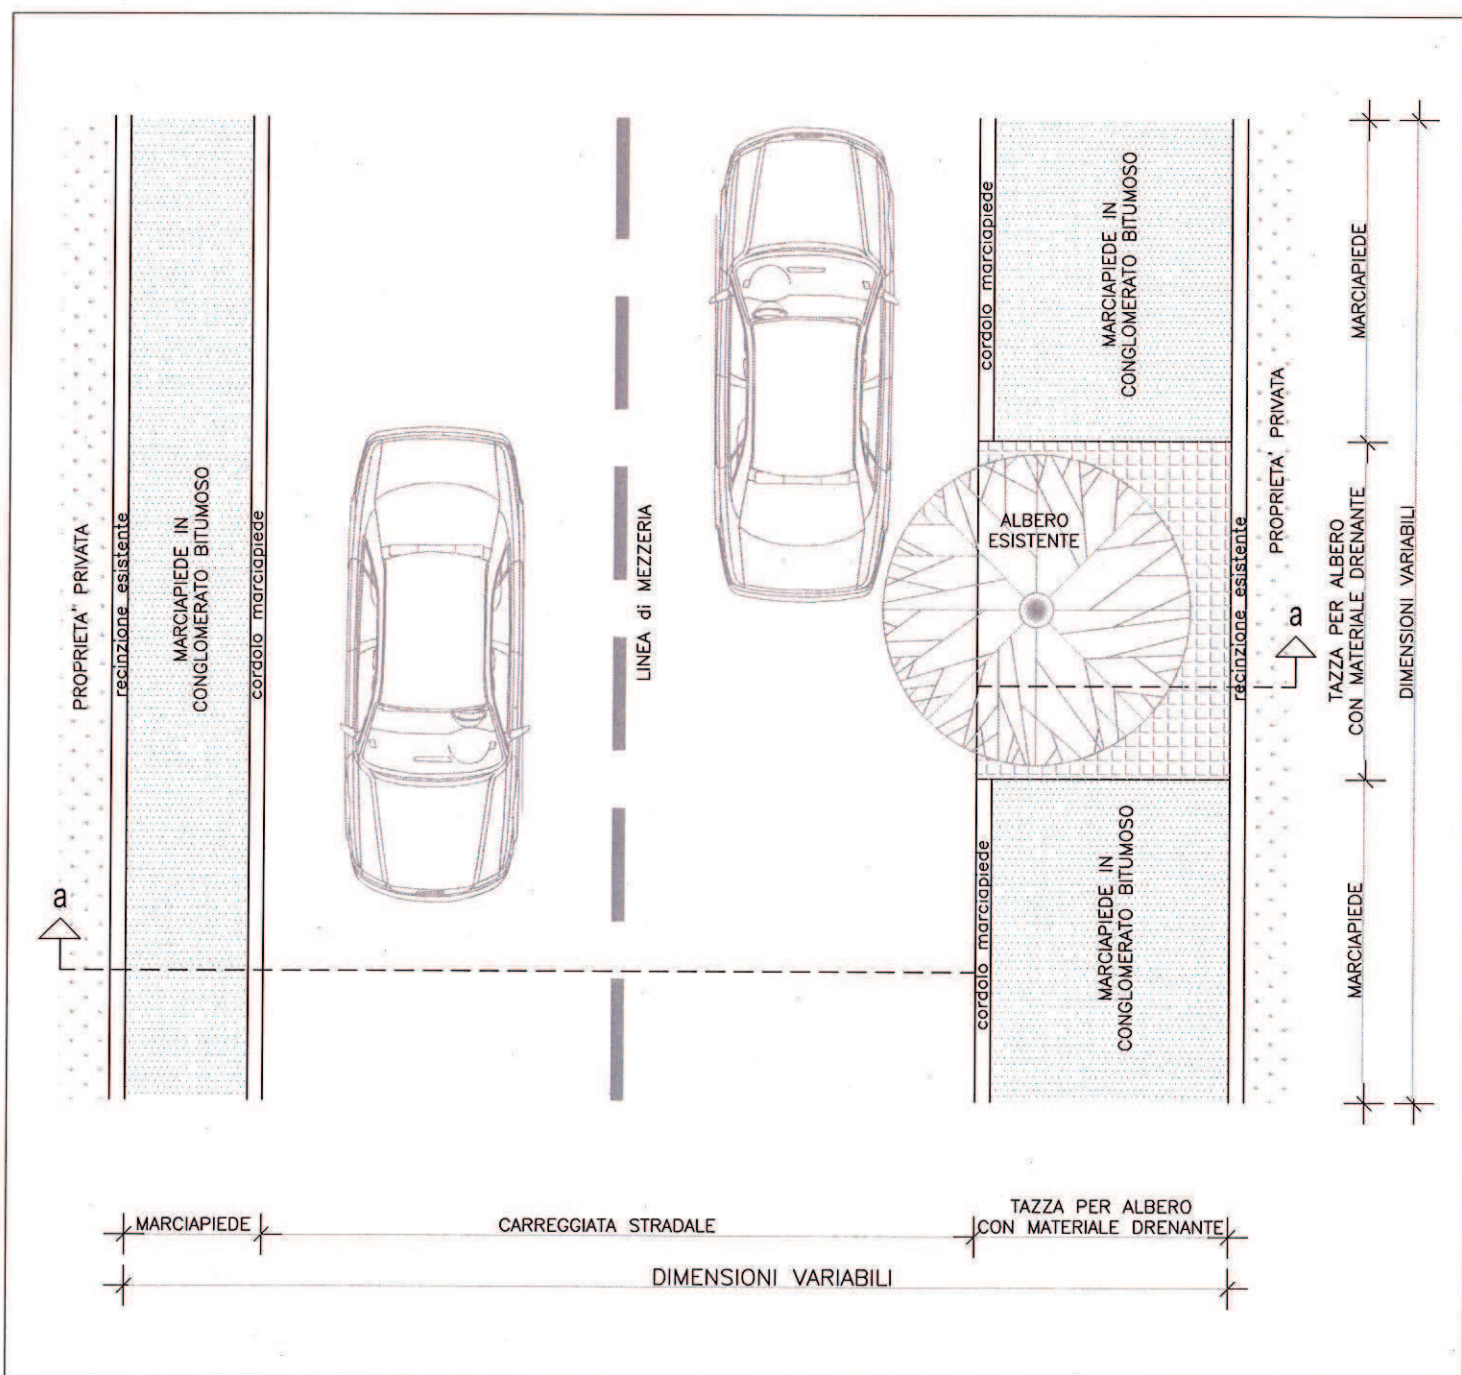 PROPRIETA" PRIVATA
recinzione esistente
MARCIAPIEDE IN
CONGLOMERATO BITUMOSO
cordolo marciapiede
LINEA di MEZZERIA
cordolo marciapiede
MARCIAPIEDE IN
CONGLOMERATO BITUMOSO
ALBERO
ESISTENTE
cordolo marciapiede
MARCIAPIEDE IN
CONGLOMERATO BITUMOSO
recinzione esistente
PROPRIETA' PRIVATA
a
a
MARCIAPIEDE
TAZZA PER ALBERO
CON MATERIALE DRENANTE
MARCIAPIEDE
DIMENSIONI VARIABILI
MARCIAPIEDE
CARREGGIATA STRADALE
TAZZA PER ALBERO
CON MATERIALE DRENANTE
DIMENSIONI VARIABILI